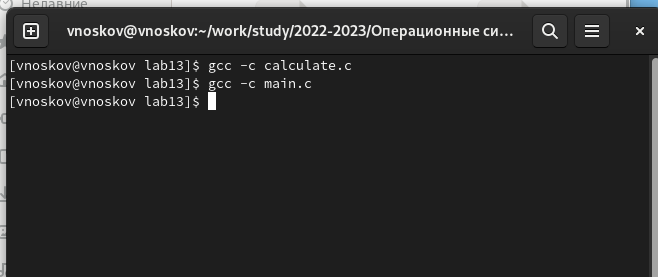 Недавние
vnoskov@vnoskov:~/work/study/2022-2023/Операционные си…
[vnoskov@vnoskov lab13]$ gcc -c calculate.c
[vnoskov@vnoskov lab13]$ gcc -c main.c
[vnoskov@vnoskov lab13]$